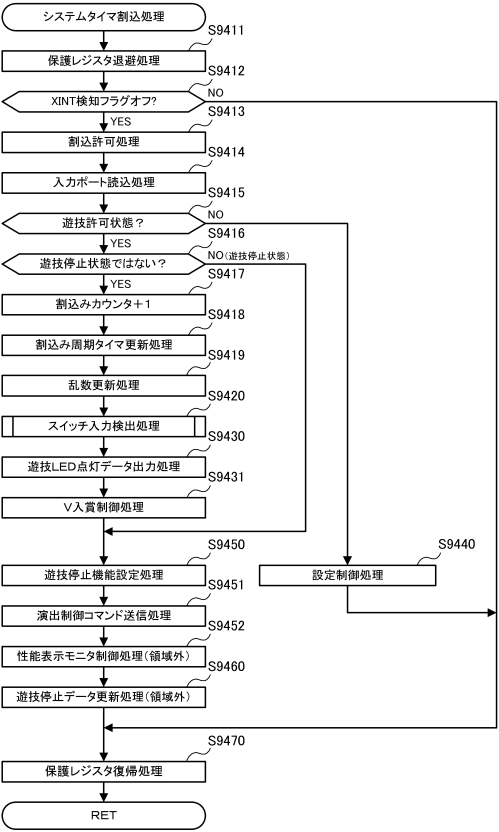 システムタイマ割込処理
S9411
保護レジスタ退避処理
S9412
XINT検知フラグオフ?
NO
YES
S9413
割込許可処理
S9414
入力ポート読込処理
S9415
遊技許可状態？
NO
YES
S9416
遊技停止状態ではない？
NO（遊技停止状態）
YES
S9417
割込みカウンタ＋１
S9418
割込み周期タイマ更新処理
S9419
乱数更新処理
S9420
スイッチ入力検出処理
S9430
遊技LED点灯データ出力処理
S9431
V入賞制御処理
S9450
遊技停止機能設定処理
S9440
設定制御処理
S9451
演出制御コマンド送信処理
S9452
性能表示モニタ制御処理（領域外）
S9460
遊技停止データ更新処理（領域外）
S9470
保護レジスタ復帰処理
RET